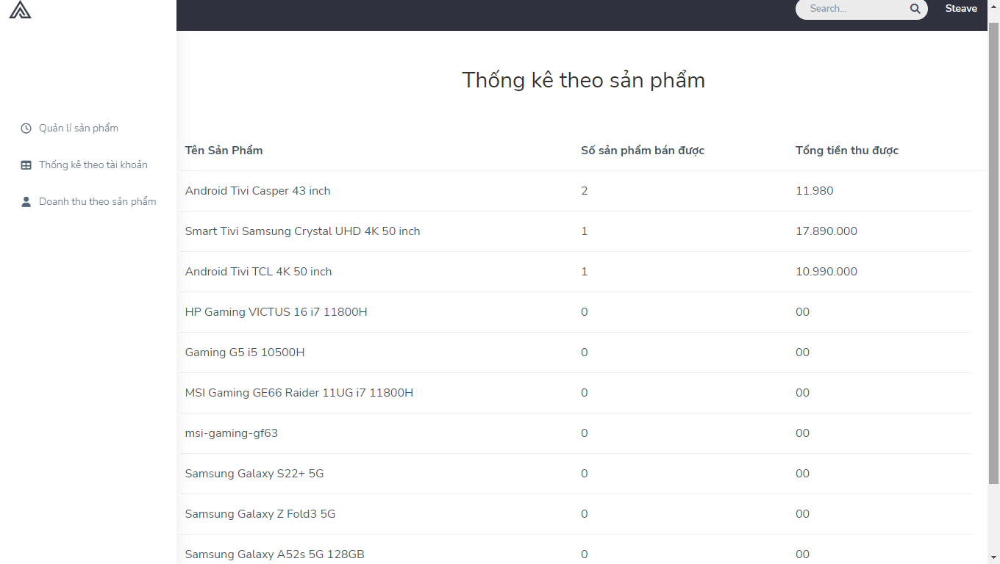 Search...
Steave
Thống kê theo sản phẩm
Quản lí sản phẩm
Thống kê theo tài khoản
Doanh thu theo sản phẩm
Tên Sản Phẩm Số sản phẩm bán được Tổng tiền thu được
Android Tivi Casper 43 inch 2 11.980
Smart Tivi Samsung Crystal UHD 4K 50 inch 1 17.890.000
Android Tivi TCL 4K 50 inch 1 10.990.000
HP Gaming VICTUS 16 i7 11800H 0 00
Gaming G5 i5 10500H 0 00
MSI Gaming GE66 Raider 11UG i7 11800H 0 00
msi-gaming-gf63 0 00
Samsung Galaxy S22+ 5G 0 00
Samsung Galaxy Z Fold3 5G 0 00
Samsung Galaxy A52s 5G 128GB 0 00